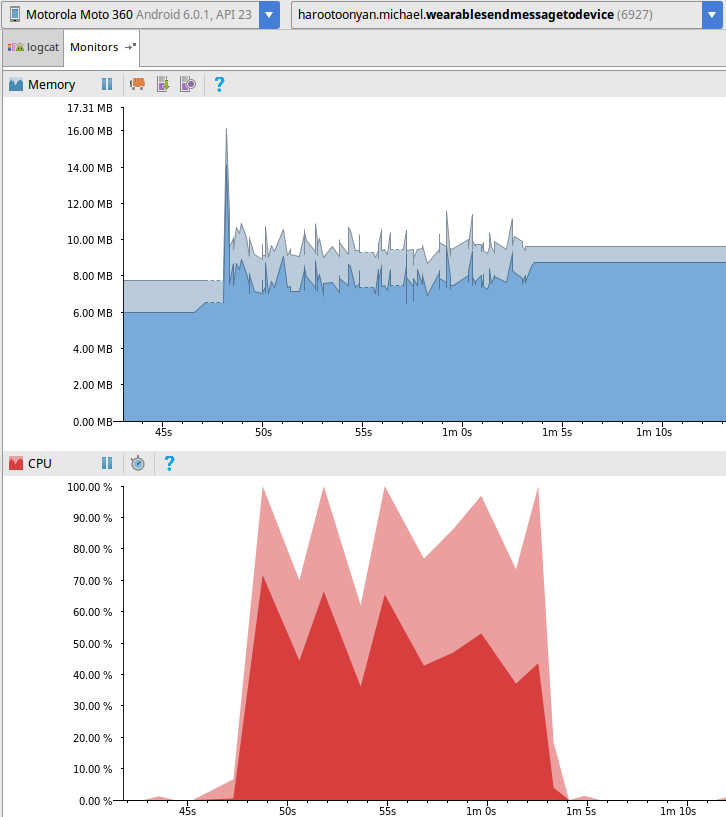 Motorola Moto 360 Android 6.0.1, API 23
harootoonyan.michael.wearablesendmessagetodevice (6927)
logcat
Monitors
Memory
?
17.31 MB
16.00 MB
14.00 MB
12.00 MB
10.00 MB
8.00 MB
6.00 MB
4.00 MB
2.00 MB
0.00 MB
45s 50s 55s 1m 0s 1m 5s 1m 10s
CPU
?
100.00 %
90.00 %
80.00 %
70.00 %
60.00 %
50.00 %
40.00 %
30.00 %
20.00 %
10.00 %
0.00 %
45s 50s 55s 1m 0s 1m 5s 1m 10s